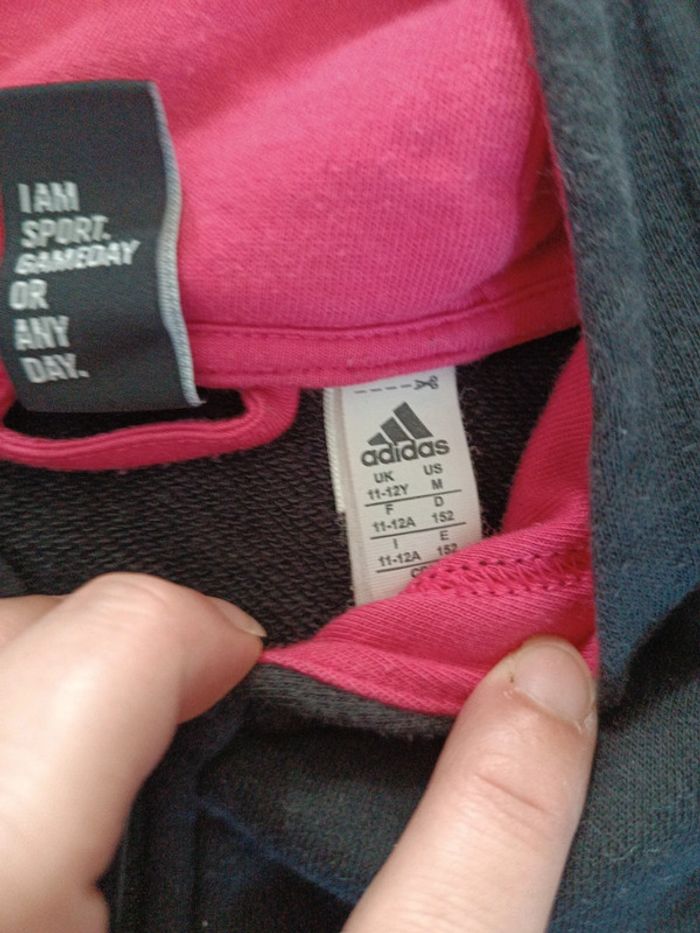 I AM
SPORT.
GAMEDAY
OR
ANY
DAY.
adidas
UK US
11-12Y M
F D
11-12A 152
I E
11-12A 152